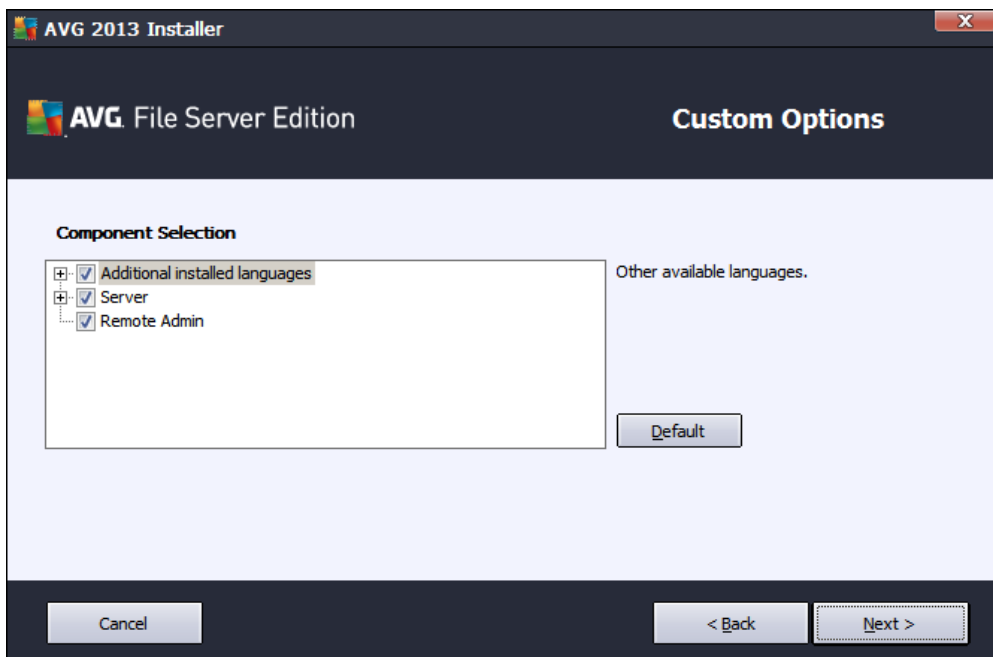 AVG 2013 Installer
AVG. File Server Edition
Custom Options
Component Selection
Additional installed languages
Server
Remote Admin
Other available languages.
Default
Cancel
< Back
Next >